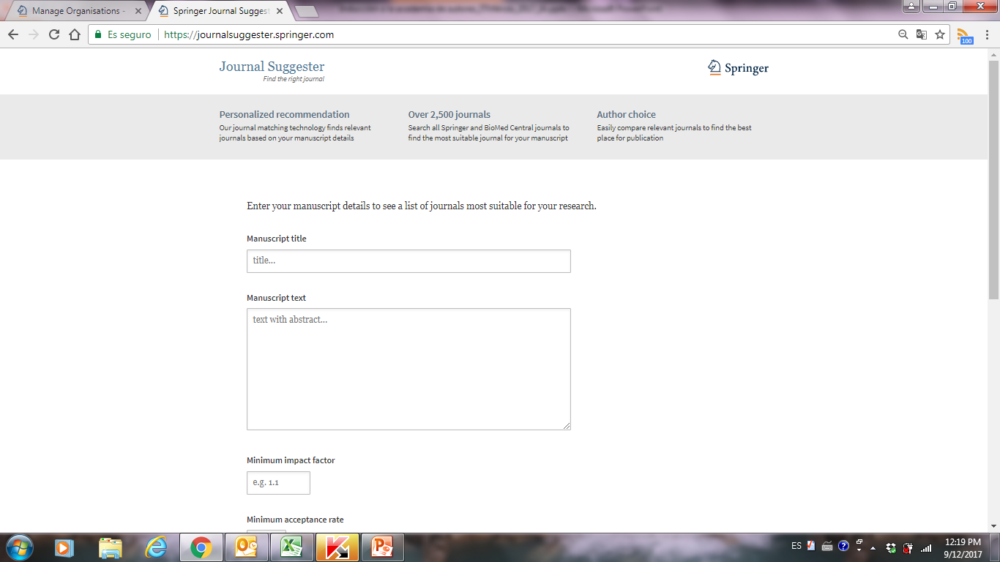 Manage Organisations -
Springer Journal Suggest
Es seguro
https://journalsuggester.springer.com
100
Journal Suggester
Find the right journal
Springer
Personalized recommendation
Our journal matching technology finds relevant
journals based on your manuscript details
Over 2,500 journals
Search all Springer and BioMed Central journals to
find the most suitable journal for your manuscript
Author choice
Easily compare relevant journals to find the best
place for publication
Enter your manuscript details to see a list of journals most suitable for your research.
Manuscript title
title...
Manuscript text
text with abstract...
Minimum impact factor
e.g. 1.1
Minimum acceptance rate
ES
12:19 PM
9/12/2017